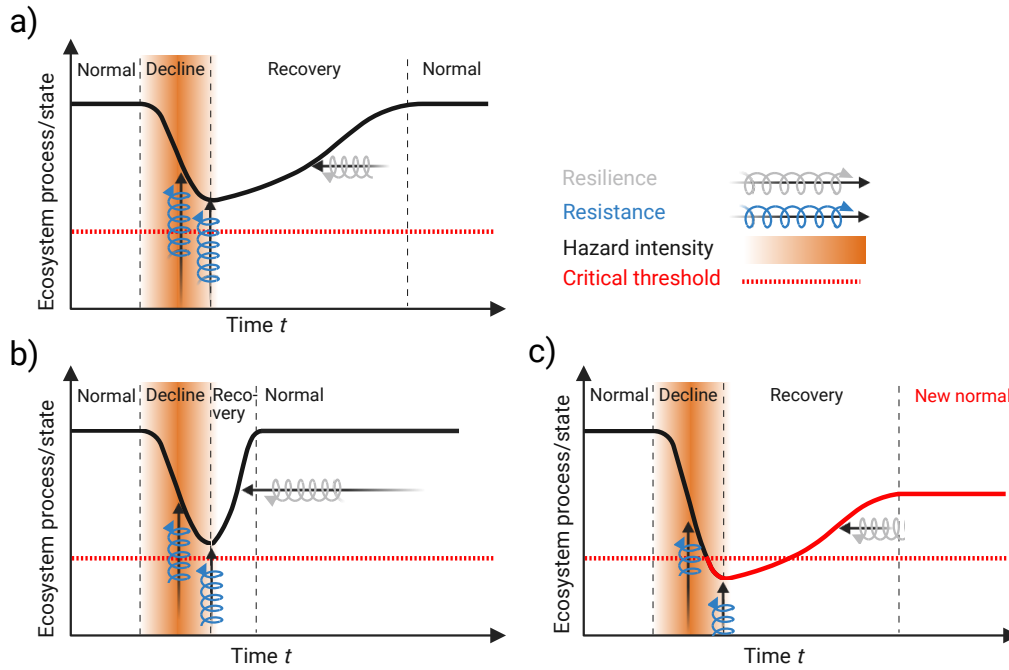 a)
Normal
Decline
Recovery
Normal
Ecosystem process/state
Time t
Resilience
Resistance
Hazard intensity
Critical threshold
b)
Normal
Decline
Reco-
very
Normal
Ecosystem process/state
Time t
c)
Normal
Decline
Recovery
New normal
Ecosystem process/state
Time t